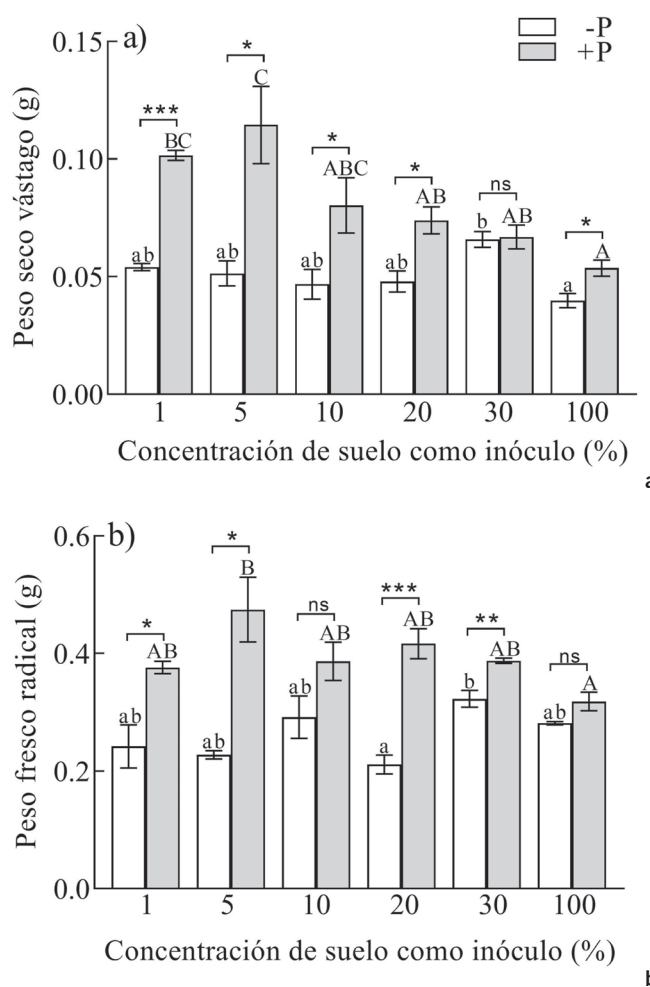 a)
-P
+P
Peso seco vástago (g)
0.15
0.10
0.05
0.00
*** * * * ns *
BC C ABC AB AB A
ab ab ab ab b a
1 5 10 20 30 100
Concentración de suelo como inóculo (%)
a
b)
Peso fresco radical (g)
0.6
0.4
0.2
0.0
* * ns *** ** ns
AB B AB AB AB A
ab ab ab a b ab
1 5 10 20 30 100
Concentración de suelo como inóculo (%)
b